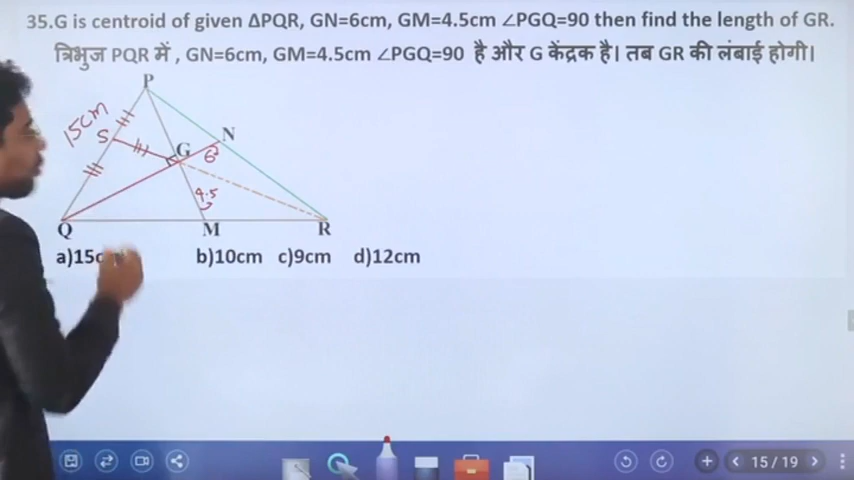 35.G is centroid of given ΔPQR, GN=6cm, GM=4.5cm ∠PGQ=90 then find the length of GR.
त्रिभुज PQR में , GN=6cm, GM=4.5cm ∠PGQ=90 है और G केंद्रक है। तब GR की लंबाई होगी।
P
15cm
S
N
G
6
4.5
Q
M
R
a)15c
b)10cm c)9cm d)12cm
15/19